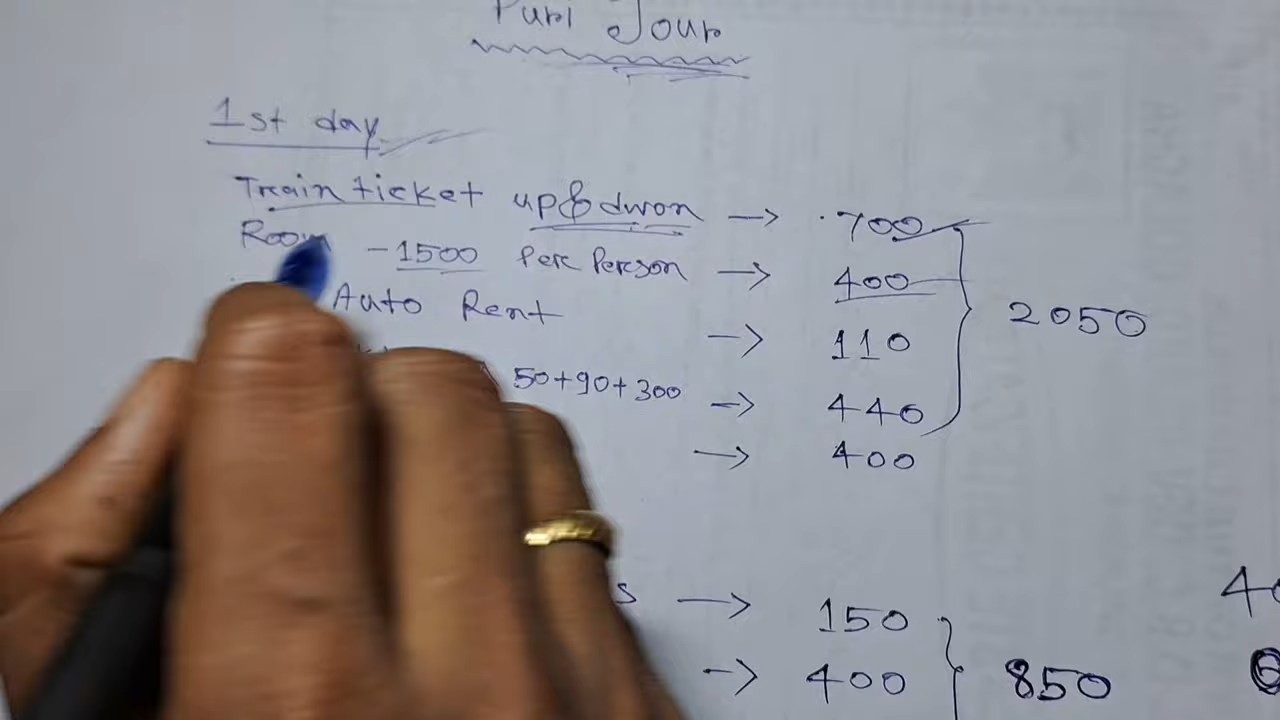 Puri Tour
1st day
Train ticket up & dwon → 700
Room - 1500 Per Person → 400
Auto Rent → 110
50+90+300 → 440
→ 400
2050
s → 150
→ 400
850